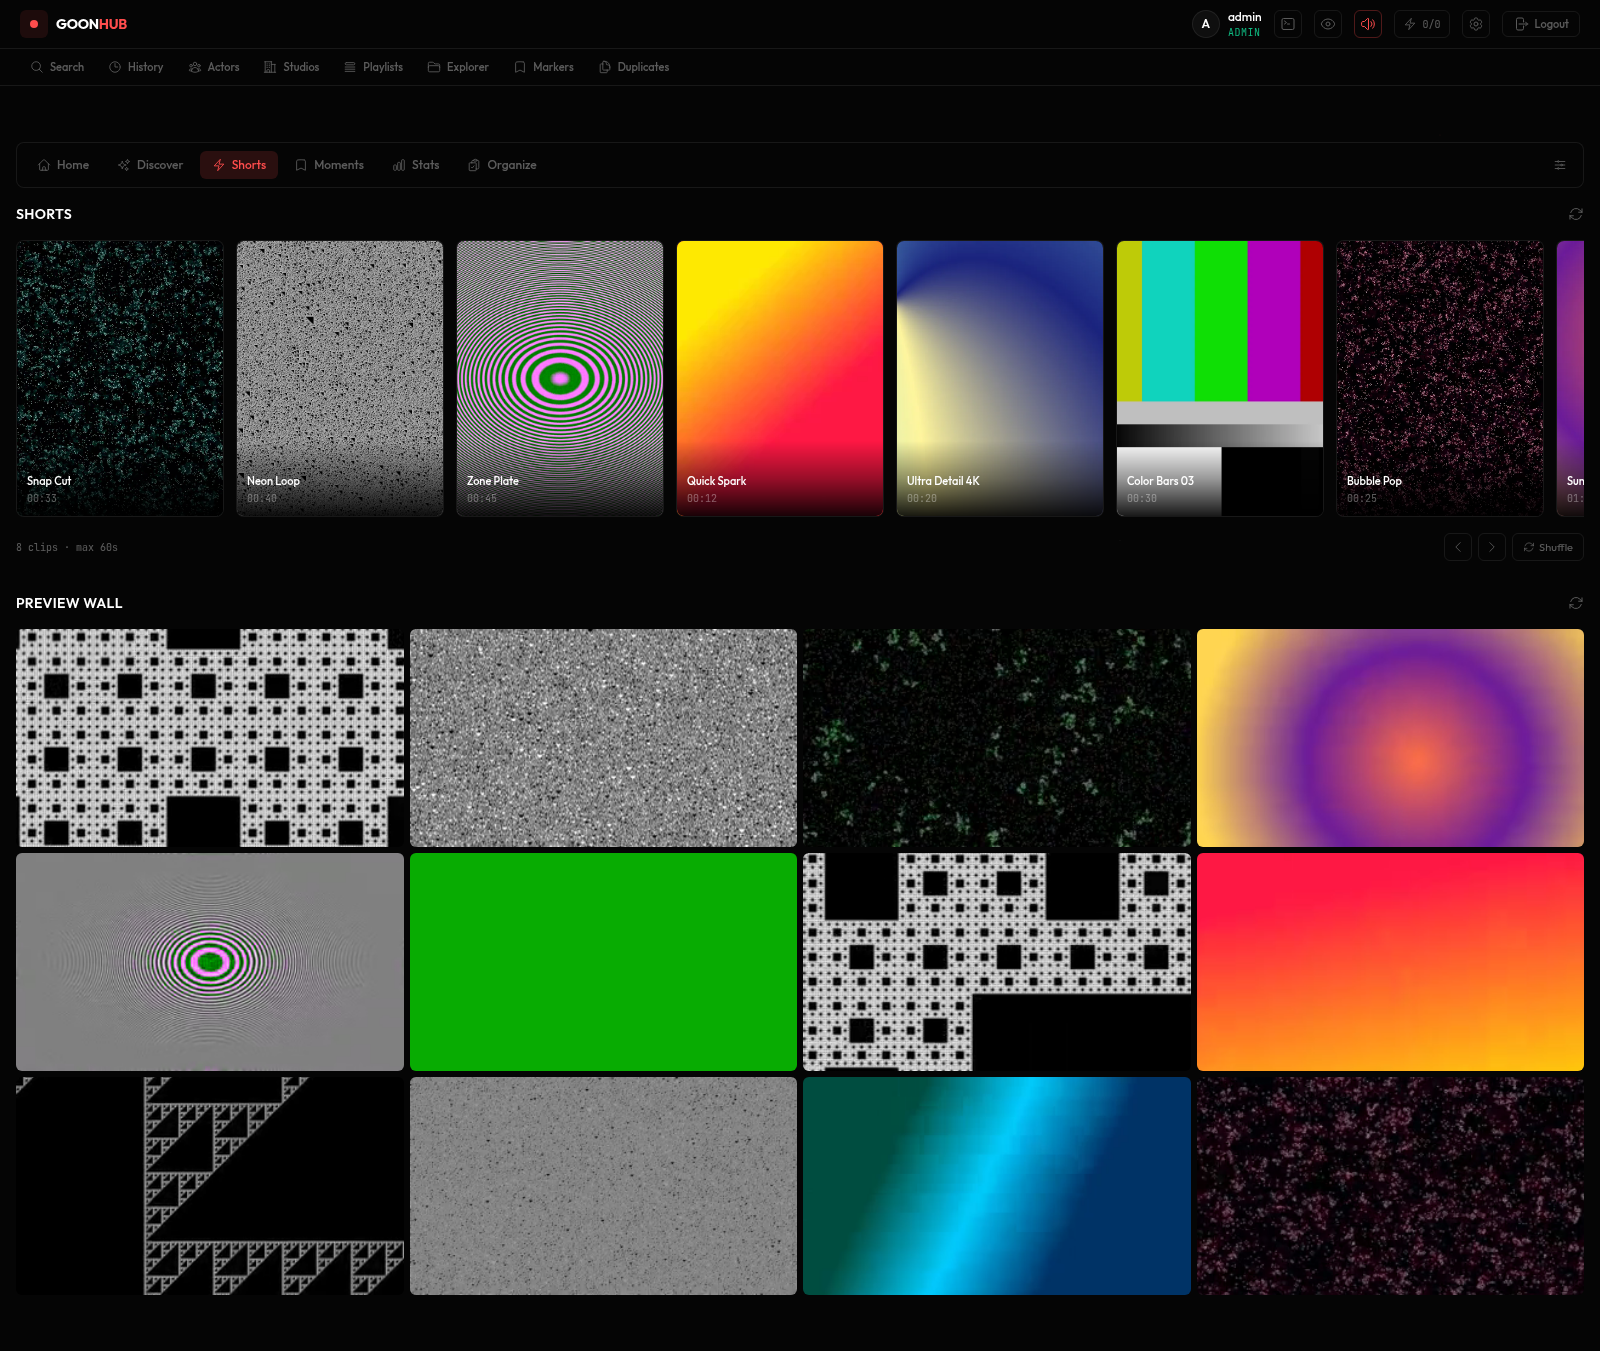 GOONHUB
A admin
ADMIN
0/0
Logout
Search History Actors Studios Playlists Explorer Markers Duplicates
Home Discover Shorts Moments Stats Organize
SHORTS
Snap Cut
00:33
Neon Loop
00:40
Zone Plate
00:45
Quick Spark
00:12
Ultra Detail 4K
00:20
Color Bars 03
00:30
Bubble Pop
00:25
Sun
01:
8 clips · max 60s
Shuffle
PREVIEW WALL